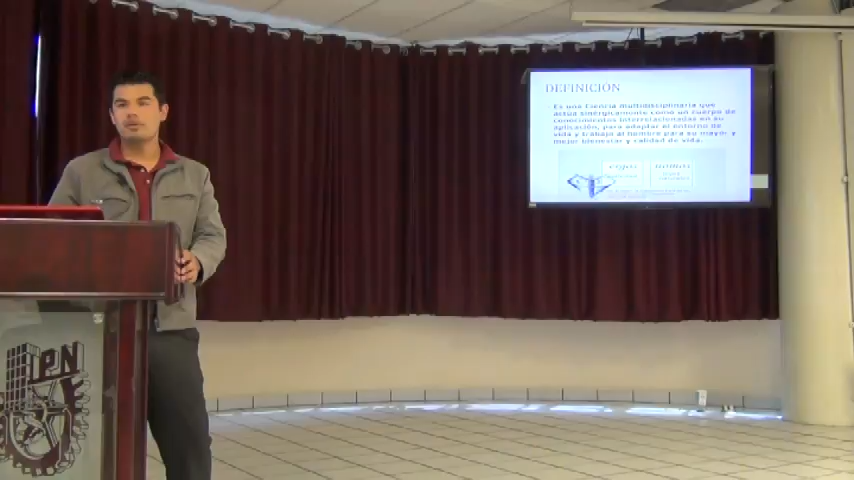 DEFINICIÓN
Es una Ciencia multidisciplinaria que
actúa sinérgicamente como un cuerpo de
conocimientos interrelacionados en su
aplicación, para adaptar el entorno de
vida y trabajo al hombre para su mayor y
mejor bienestar y calidad de vida.
IPN